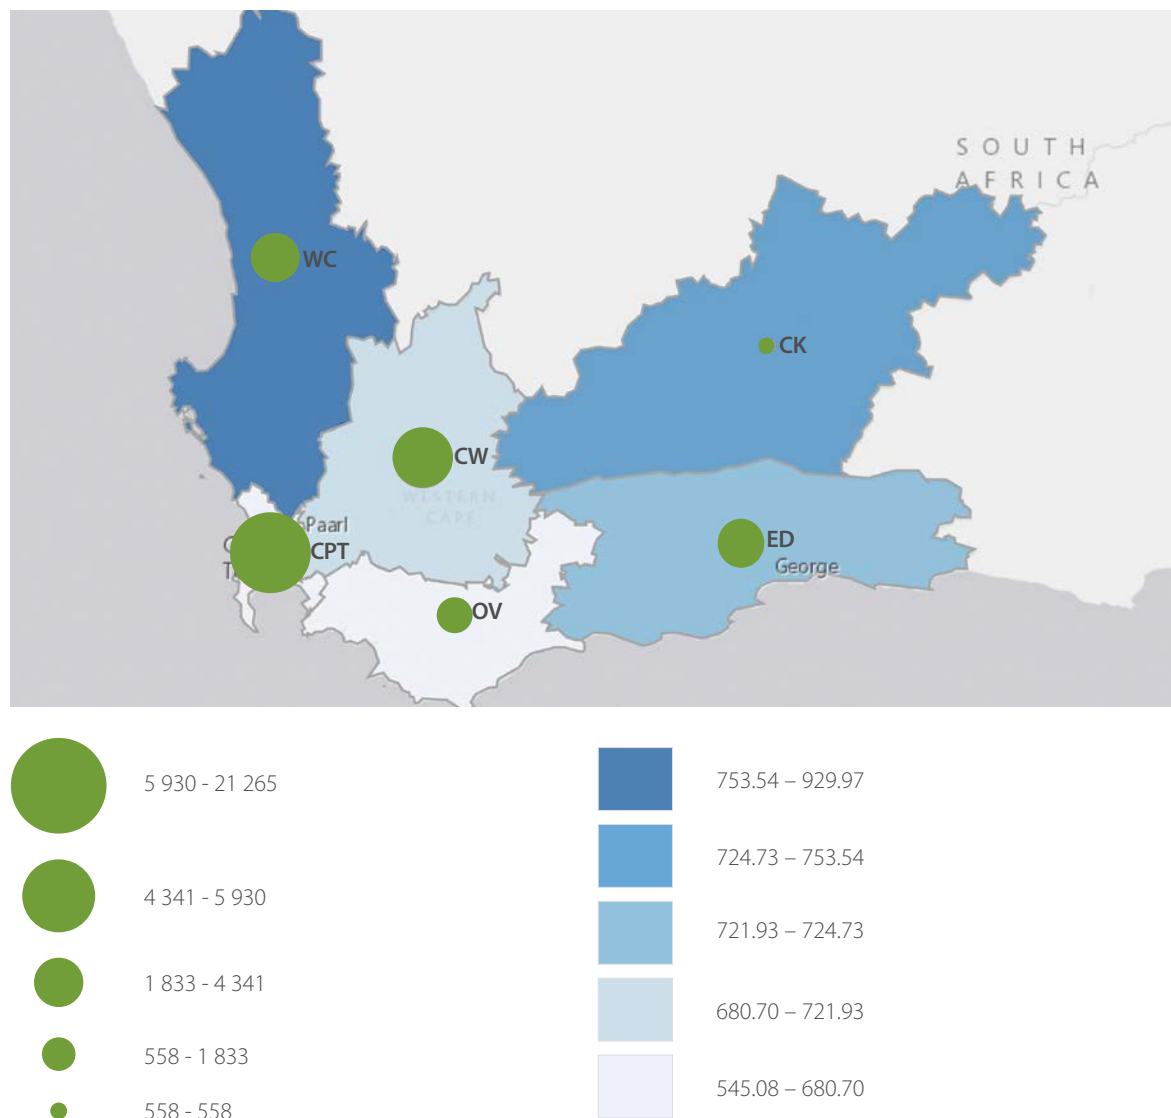 SOUTH
AFRICA
WC
CK
CW
WESTERN
CAPE
Paarl
CPT
ED
George
OV
5 930 - 21 265
4 341 - 5 930
1 833 - 4 341
558 - 1 833
558 - 558
753.54 – 929.97
724.73 – 753.54
721.93 – 724.73
680.70 – 721.93
545.08 – 680.70